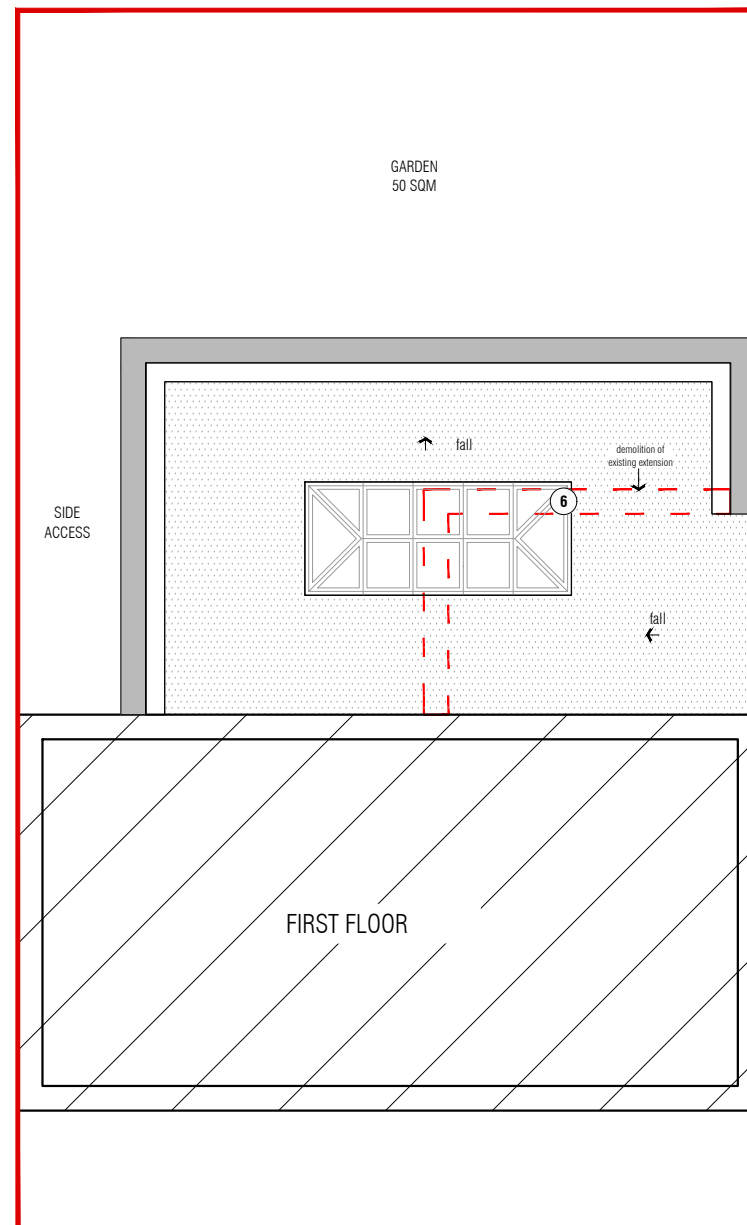 GARDEN
50 SQM
fall
demolition of
existing extension
6
SIDE
ACCESS
fall
FIRST FLOOR